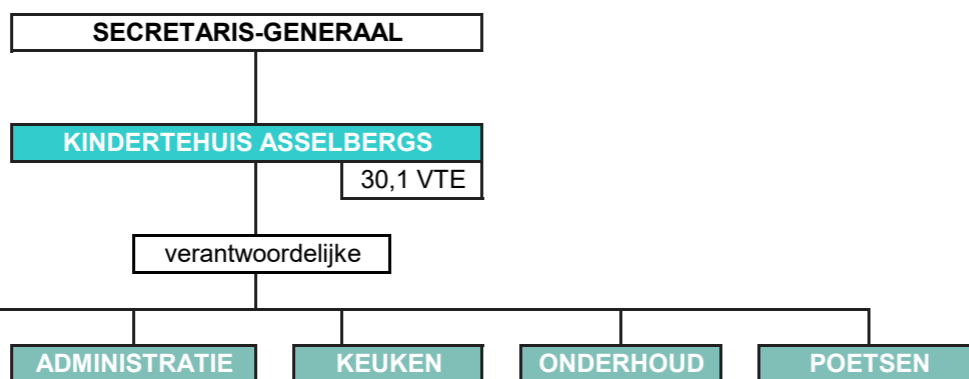 SECRETARIS-GENERAAL
KINDERTEHUIS ASSELBERGS
30,1 VTE
verantwoordelijke
ADMINISTRATIE
KEUKEN
ONDERHOUD
POETSEN